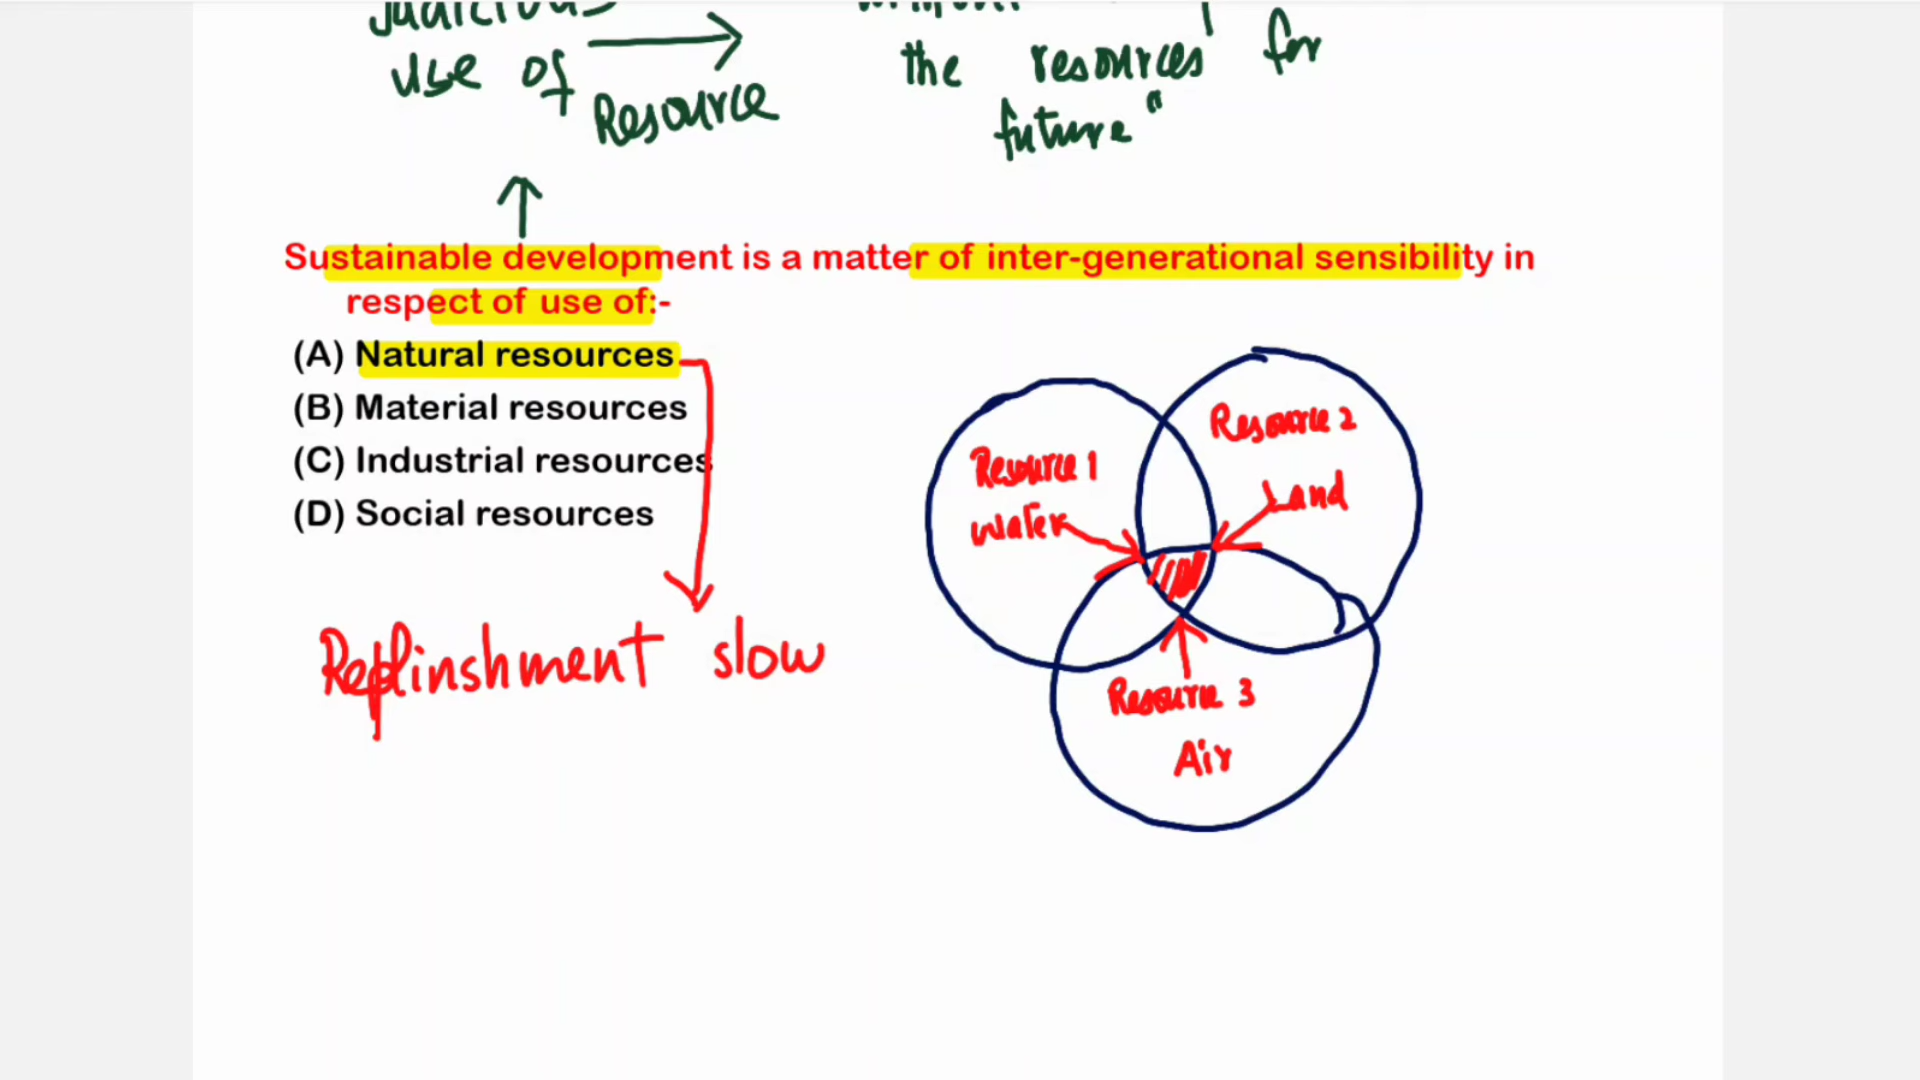 use of
Resource
the resources for
future"
Sustainable development is a matter of inter-generational sensibility in
respect of use of:-
(A) Natural resources
(B) Material resources
(C) Industrial resources
(D) Social resources
Resource 1
Water
Resource 2
Land
Resource 3
Air
Replinshment slow